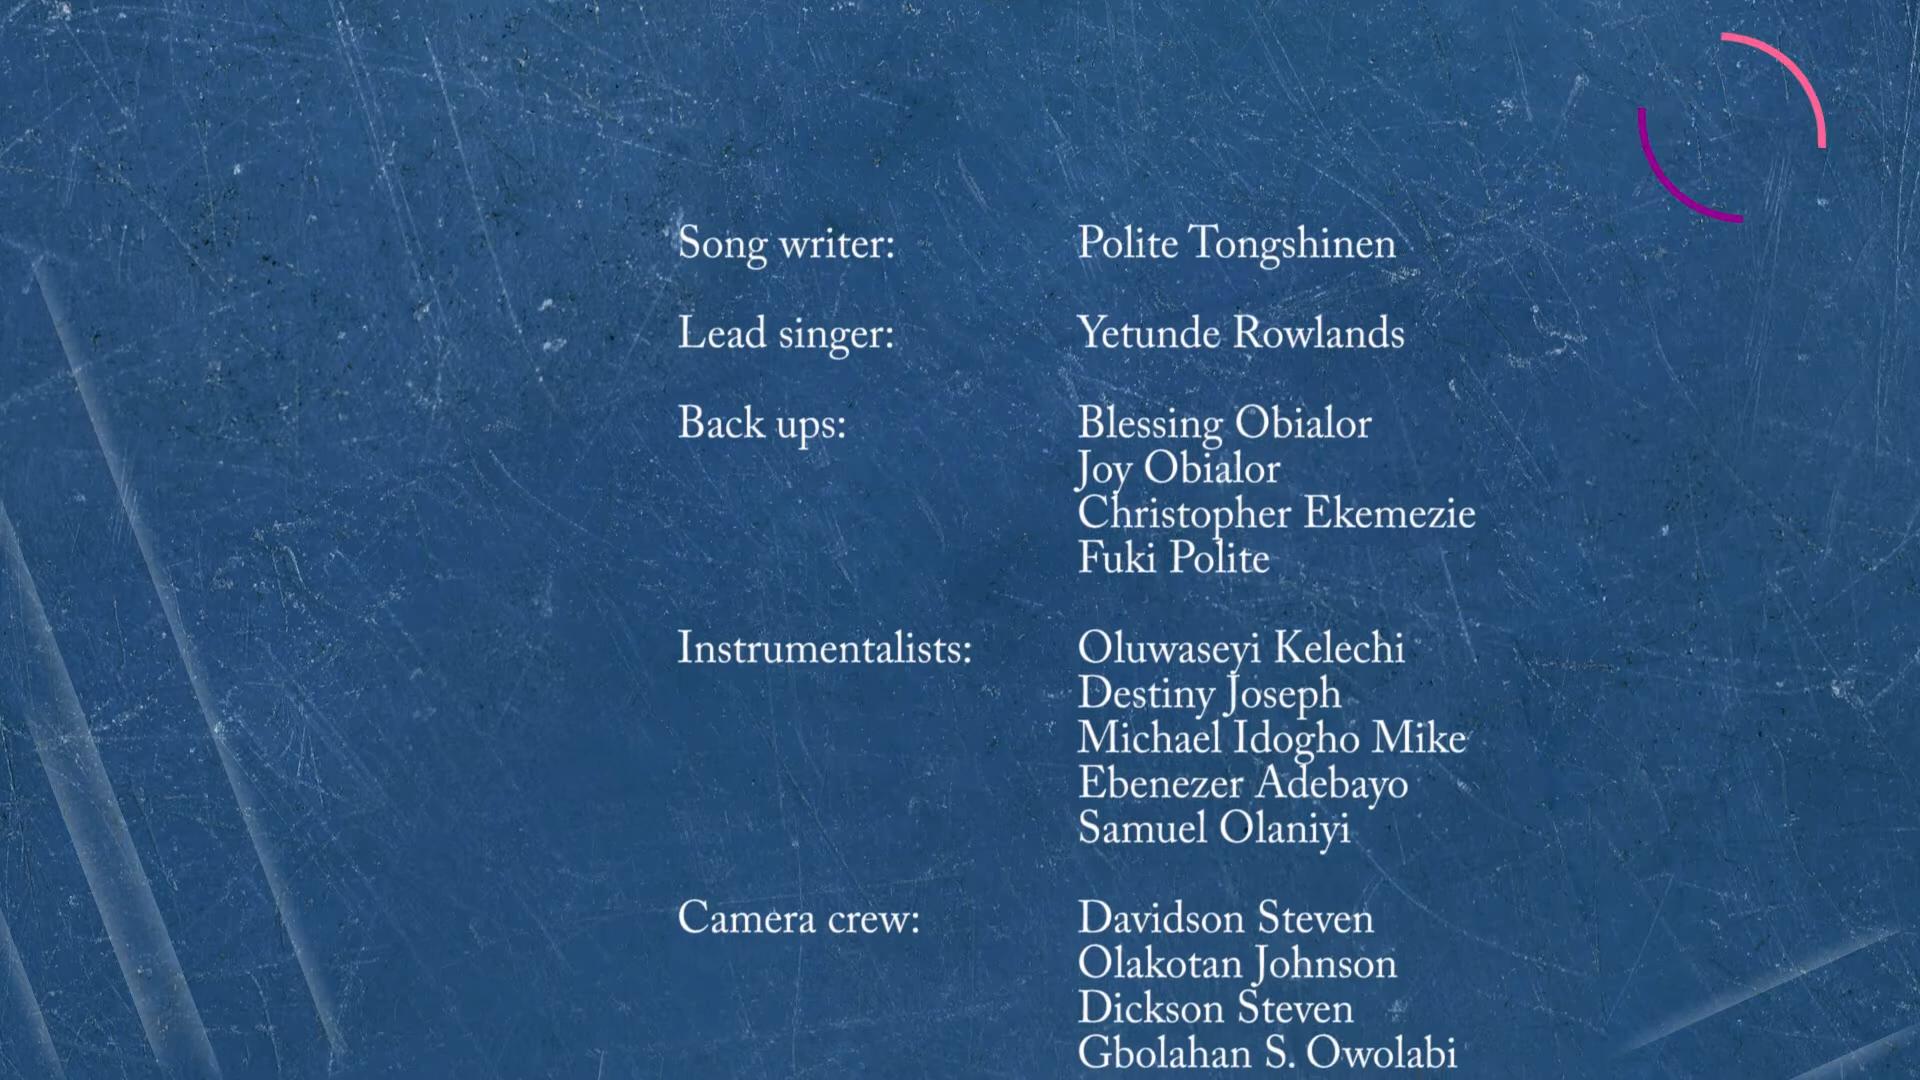 Song writer: Polite Tongshinen
Lead singer: Yetunde Rowlands
Back ups: Blessing Obialor
Joy Obialor
Christopher Ekemezie
Fuki Polite
Instrumentalists: Oluwaseyi Kelechi
Destiny Joseph
Michael Idogho Mike
Ebenezer Adebayo
Samuel Olaniyi
Camera crew: Davidson Steven
Olakotan Johnson
Dickson Steven
Gbolahan S. Owolabi